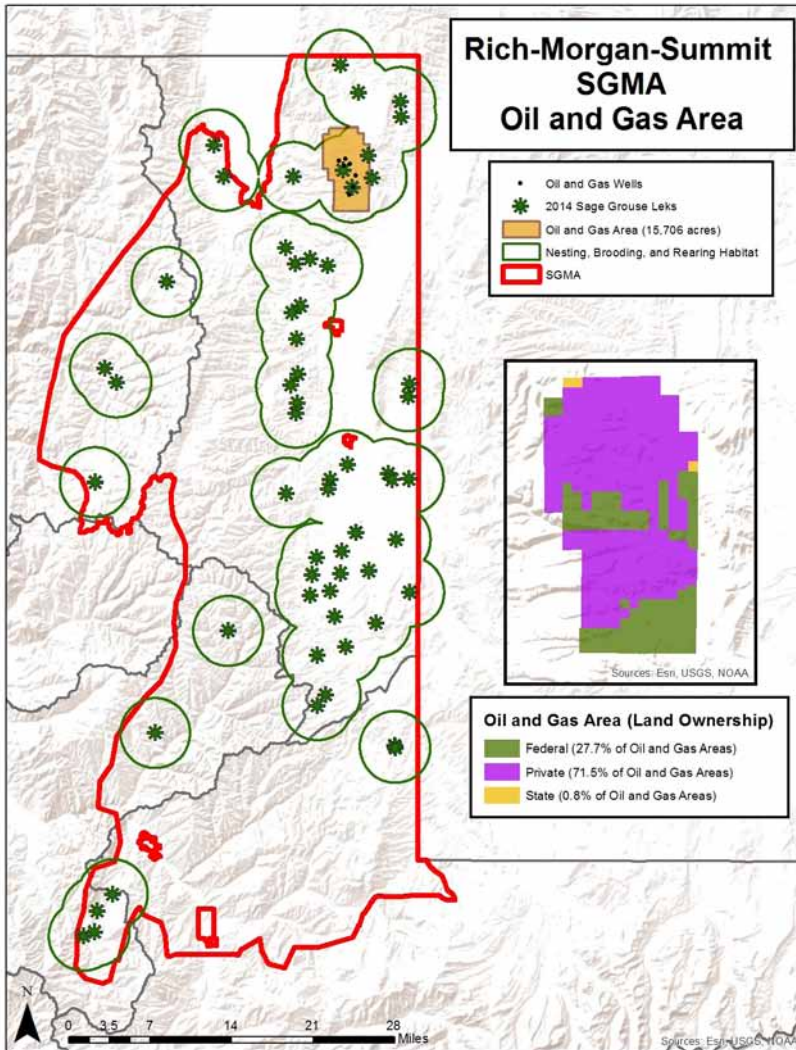 Rich-Morgan-Summit
SGMA
Oil and Gas Area
Oil and Gas Wells
2014 Sage Grouse Leks
Oil and Gas Area (15,706 acres)
Nesting, Brooding, and Rearing Habitat
SGMA
Sources: Esri, USGS, NOAA
Oil and Gas Area (Land Ownership)
Federal (27.7% of Oil and Gas Areas)
Private (71.5% of Oil and Gas Areas)
State (0.8% of Oil and Gas Areas)
N
0 3.5 7 14 21 28
Miles
Sources: Esri, USGS, NOAA